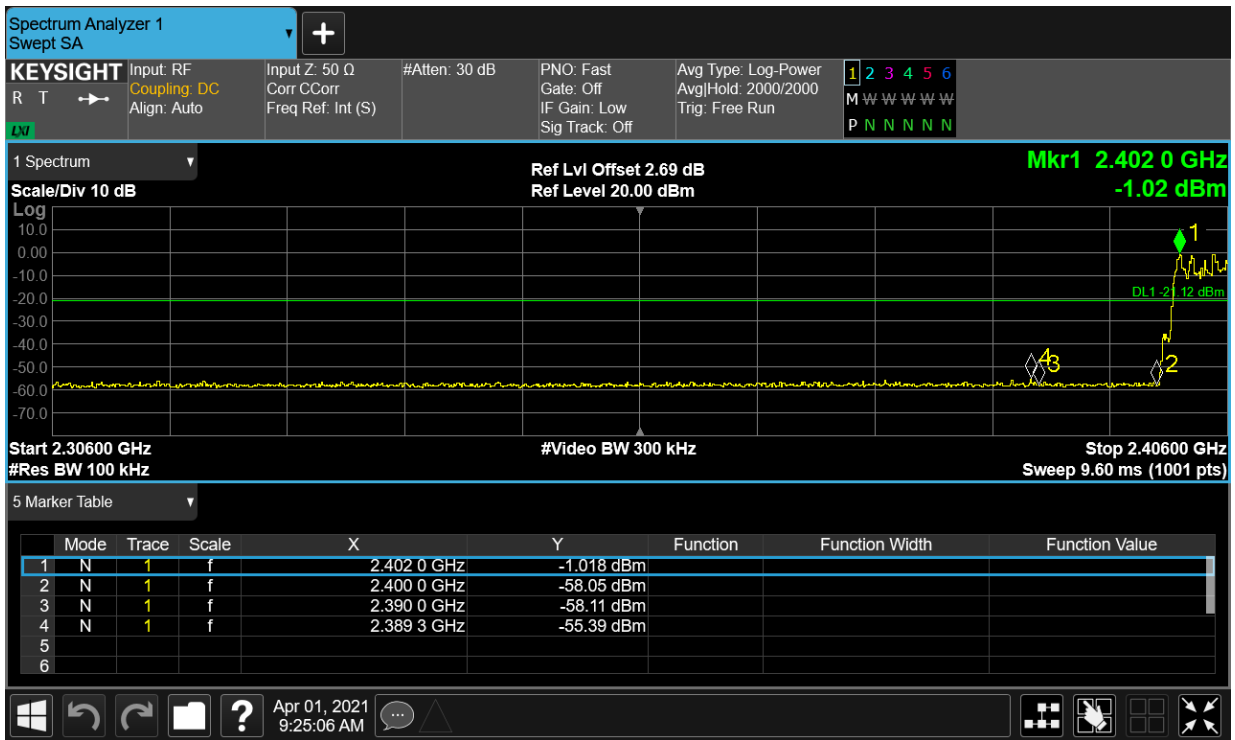 Spectrum Analyzer 1
Swept SA
KEYSIGHT
R T
LXI
Input: RF
Coupling: DC
Align: Auto
Input Z: 50 Ω
Corr CCorr
Freq Ref: Int (S)
#Atten: 30 dB
PNO: Fast
Gate: Off
IF Gain: Low
Sig Track: Off
Avg Type: Log-Power
Avg|Hold: 2000/2000
Trig: Free Run
1 2 3 4 5 6
M W W W W W
P N N N N N
1 Spectrum
Scale/Div 10 dB
Ref Lvl Offset 2.69 dB
Ref Level 20.00 dBm
Mkr1 2.402 0 GHz
-1.02 dBm
Log
10.0
0.00
-10.0
-20.0
-30.0
-40.0
-50.0
-60.0
-70.0
1
DL1 -21.12 dBm
4
3
2
Start 2.30600 GHz
#Res BW 100 kHz
#Video BW 300 kHz
Stop 2.40600 GHz
Sweep 9.60 ms (1001 pts)
5 Marker Table
Mode Trace Scale X Y Function Function Width Function Value
1 N 1 f 2.402 0 GHz -1.018 dBm
2 N 1 f 2.400 0 GHz -58.05 dBm
3 N 1 f 2.390 0 GHz -58.11 dBm
4 N 1 f 2.389 3 GHz -55.39 dBm
5
6
?
Apr 01, 2021
9:25:06 AM